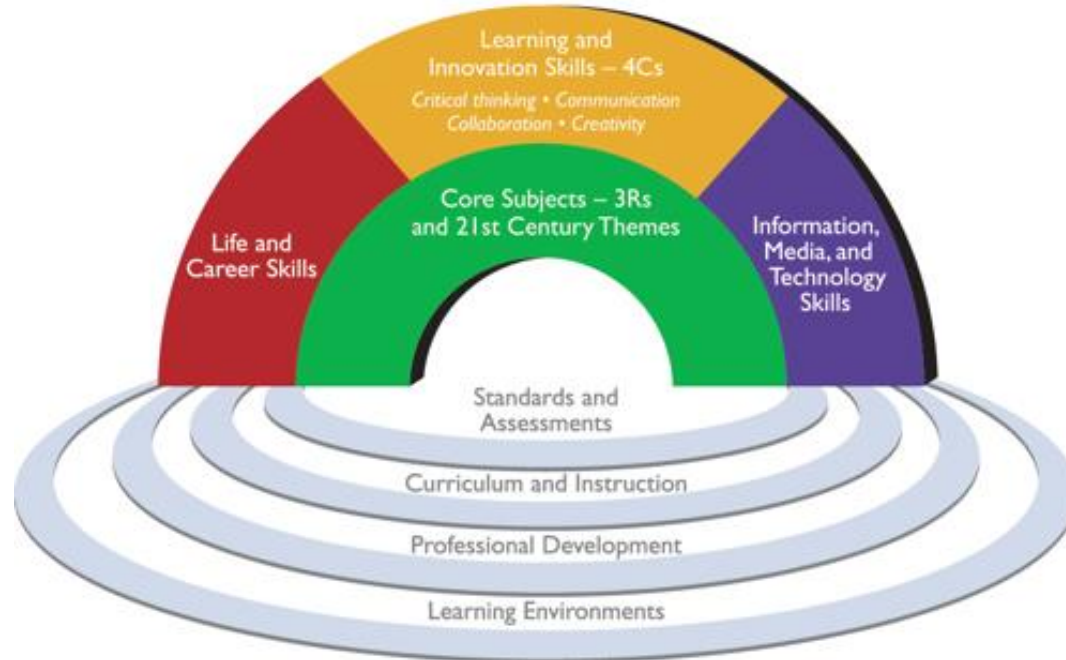 Learning and
Innovation Skills – 4Cs
Critical thinking • Communication
Collaboration • Creativity
Core Subjects – 3Rs
and 21st Century Themes
Life and
Career Skills
Information,
Media, and
Technology
Skills
Standards and
Assessments
Curriculum and Instruction
Professional Development
Learning Environments